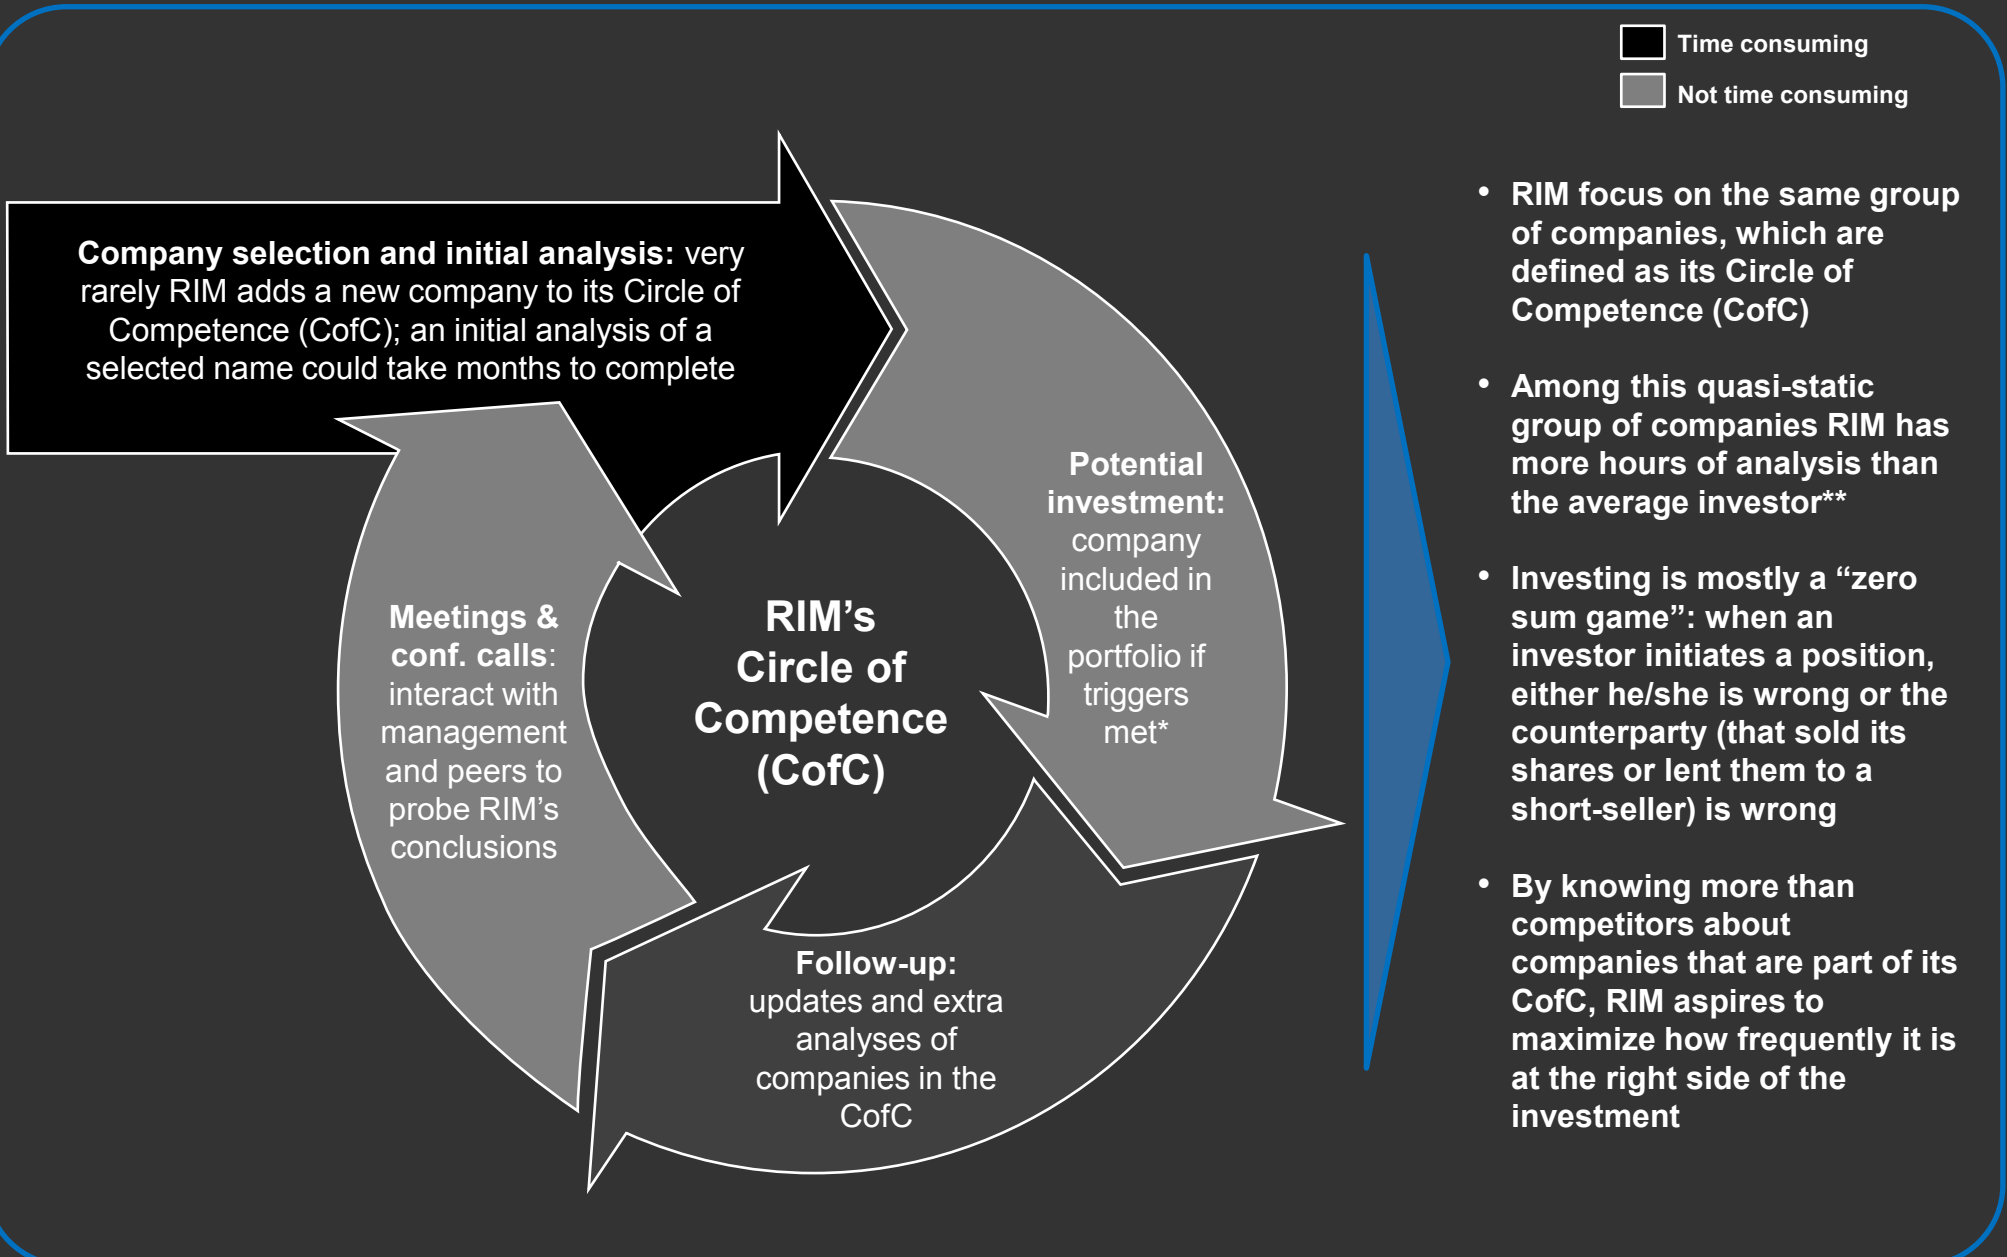 Time consuming
Not time consuming
Company selection and initial analysis: very
rarely RIM adds a new company to its Circle of
Competence (CofC); an initial analysis of a
selected name could take months to complete
Potential
investment:
company
included in
the
portfolio if
triggers
met*
Follow-up:
updates and extra
analyses of
companies in the
CofC
Meetings &
conf. calls:
interact with
management
and peers to
probe RIM’s
conclusions
RIM’s
Circle of
Competence
(CofC)
• RIM focus on the same group
of companies, which are
defined as its Circle of
Competence (CofC)
• Among this quasi-static
group of companies RIM has
more hours of analysis than
the average investor**
• Investing is mostly a “zero
sum game”: when an
investor initiates a position,
either he/she is wrong or the
counterparty (that sold its
shares or lent them to a
short-seller) is wrong
• By knowing more than
competitors about
companies that are part of its
CofC, RIM aspires to
maximize how frequently it is
at the right side of the
investment